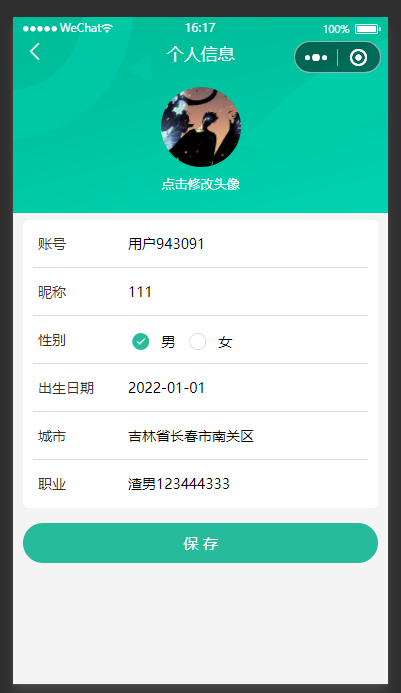 WeChat 16:17 100%
个人信息
点击修改头像
账号 用户943091
昵称 111
性别 男 女
出生日期 2022-01-01
城市 吉林省长春市南关区
职业 渣男123444333
保存